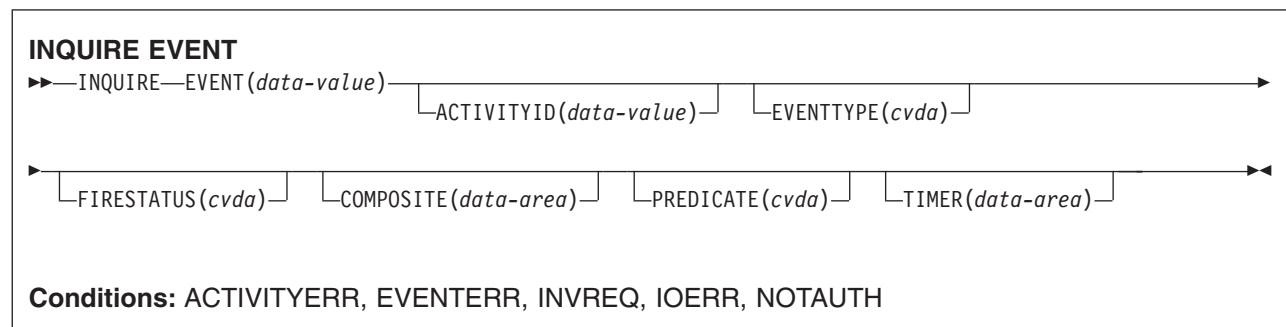 INQUIRE EVENT
INQUIRE EVENT(data-value)
ACTIVITYID(data-value) EVENTTYPE(cvda)
FIRESTATUS(cvda) COMPOSITE(data-area) PREDICATE(cvda) TIMER(data-area)
Conditions: ACTIVITYERR, EVENTERR, INVREQ, IOERR, NOTAUTH